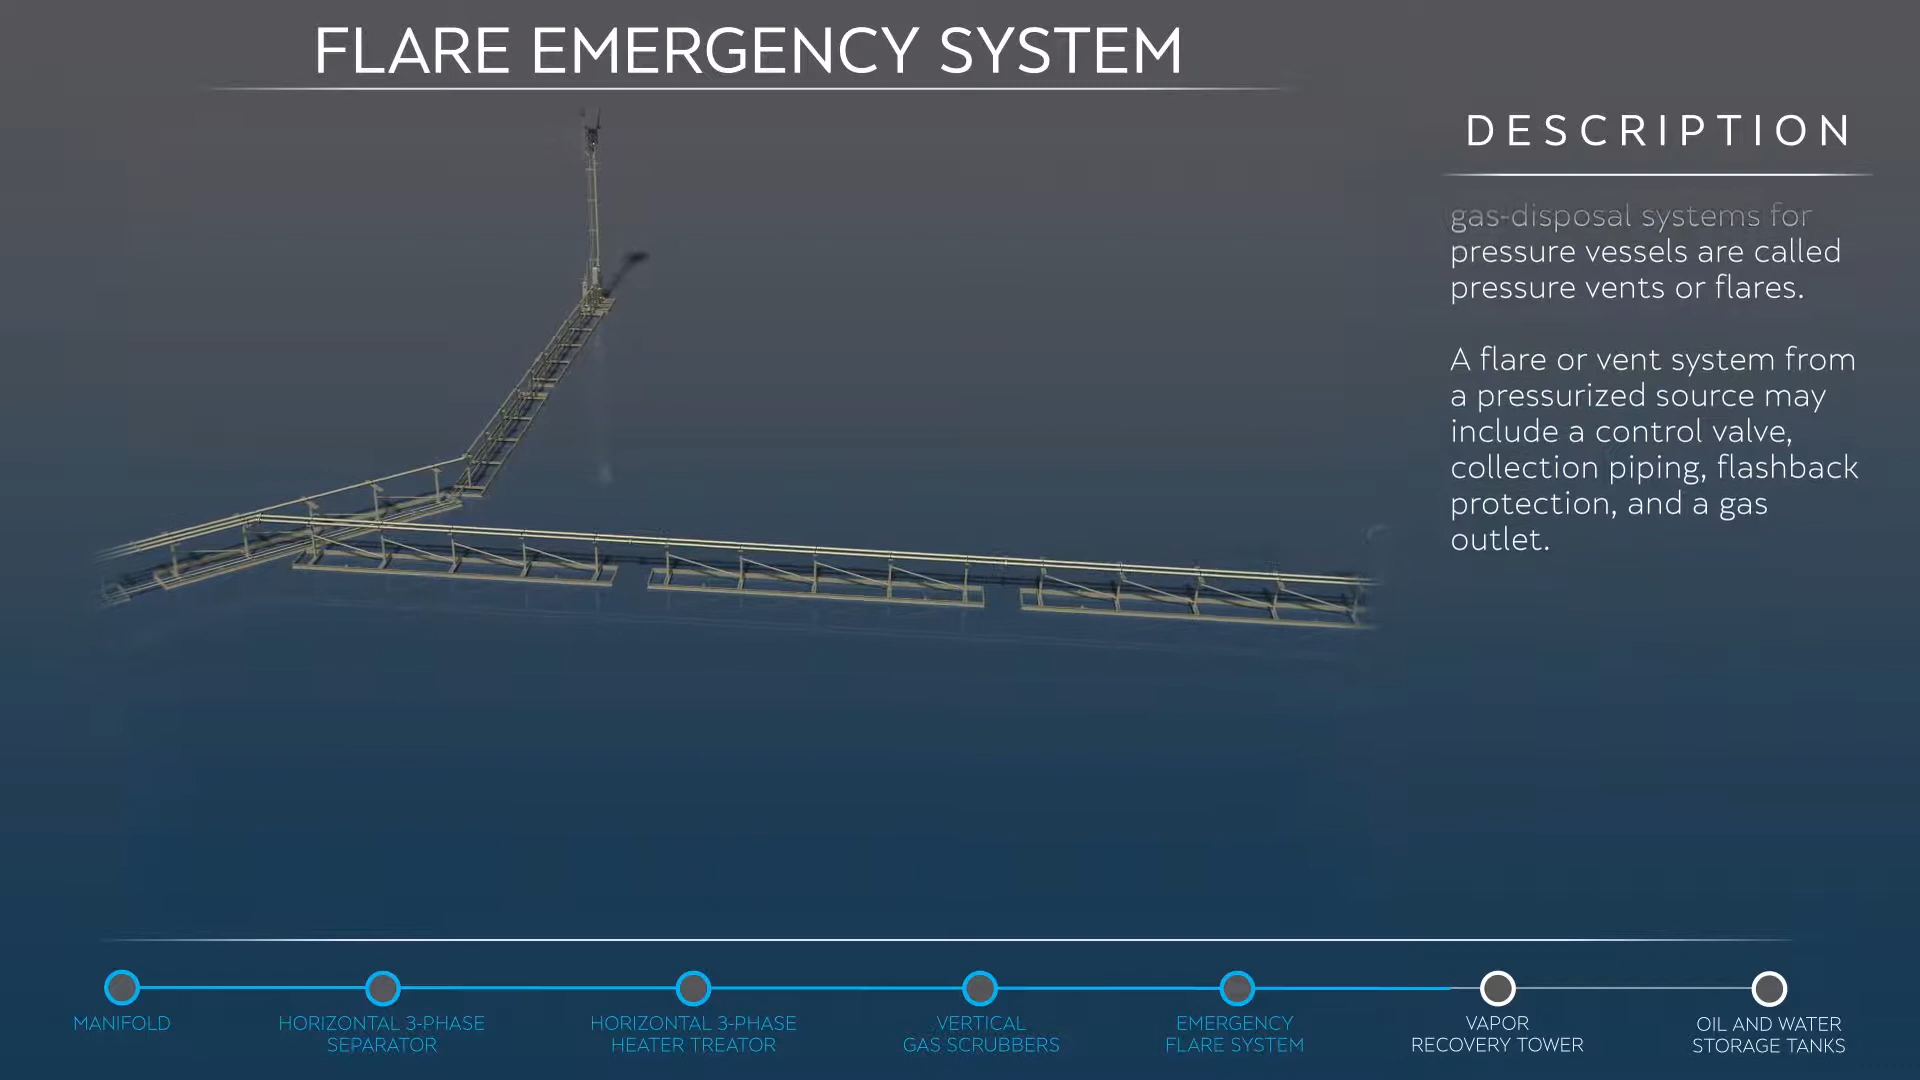 FLARE EMERGENCY SYSTEM
DESCRIPTION
gas-disposal systems for
pressure vessels are called
pressure vents or flares.
A flare or vent system from
a pressurized source may
include a control valve,
collection piping, flashback
protection, and a gas
outlet.
MANIFOLD
HORIZONTAL 3-PHASE
SEPARATOR
HORIZONTAL 3-PHASE
HEATER TREATOR
VERTICAL
GAS SCRUBBERS
EMERGENCY
FLARE SYSTEM
VAPOR
RECOVERY TOWER
OIL AND WATER
STORAGE TANKS